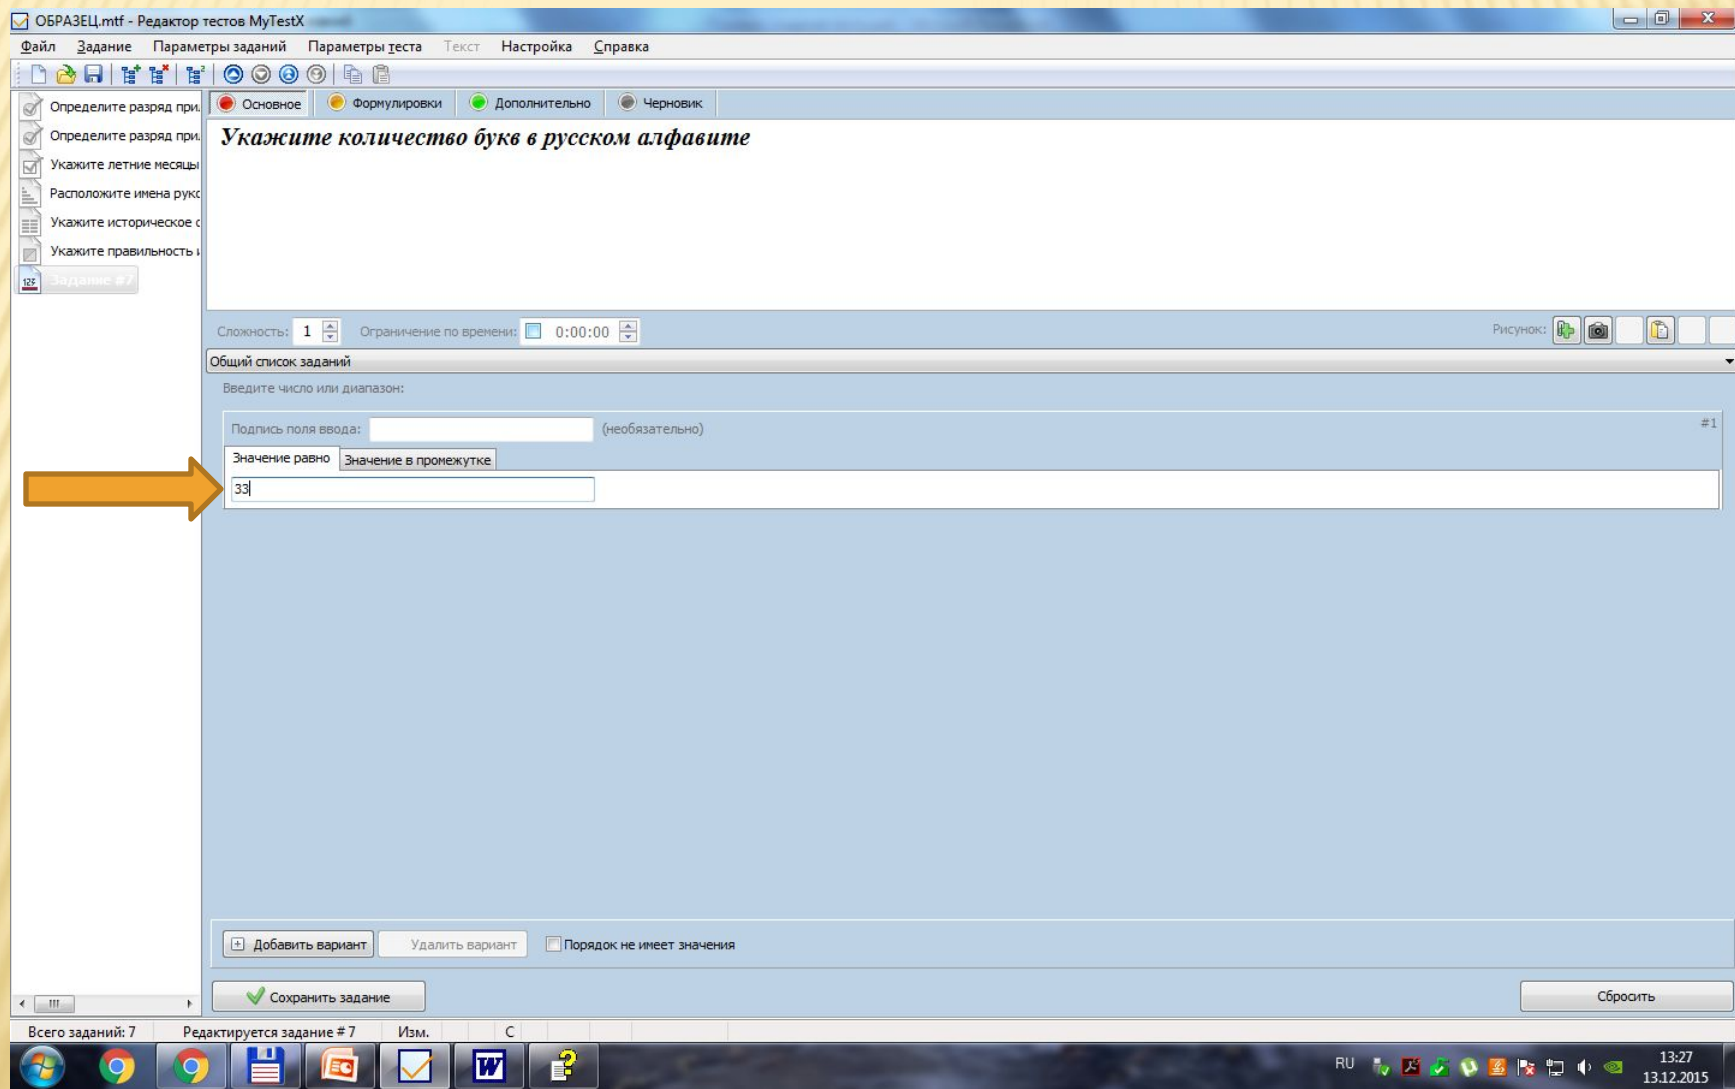 ОБРАЗЕЦ.mtf - Редактор тестов MyTestX
Файл Задание Параметры заданий Параметры теста Текст Настройка Справка
Основное Формулировки Дополнительно Черновик
Определите разряд при.
Определите разряд при.
Укажите летние месяцы
Расположите имена рукс
Укажите историческое с
Укажите правильность и
123 Задание #7
Укажите количество букв в русском алфавите
Сложность: 1 Ограничение по времени: 0:00:00 Рисунок:
Общий список заданий
Введите число или диапазон:
Подпись поля ввода: (необязательно) #1
Значение равно Значение в промежутке
33
Добавить вариант Удалить вариант Порядок не имеет значения
Сохранить задание Сбросить
Всего заданий: 7 Редактируется задание # 7 Изм. С
RU 13:27
13.12.2015